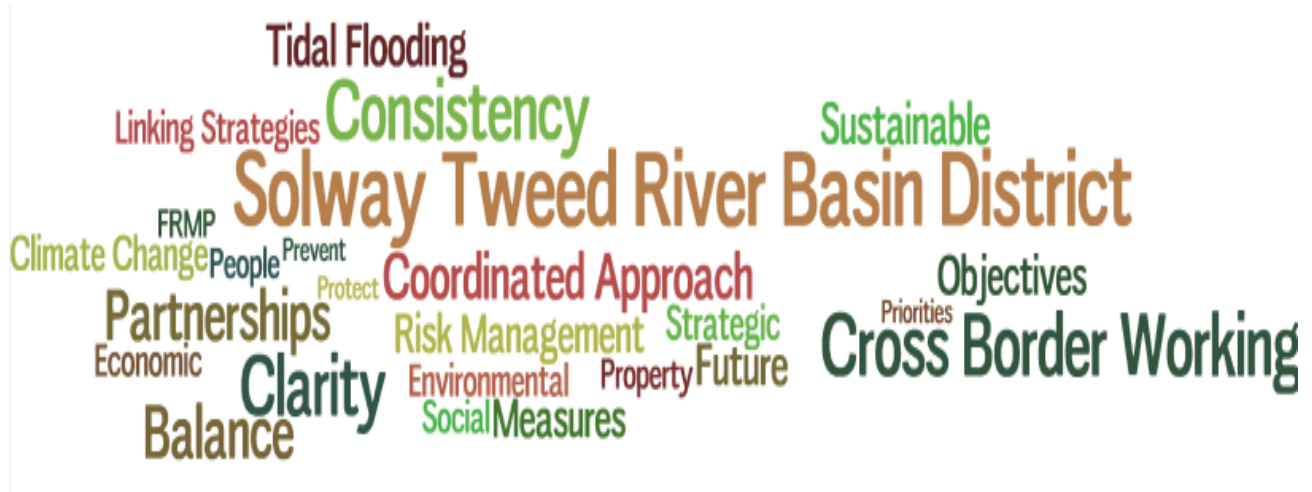 Tidal Flooding
Linking Strategies Consistency Sustainable
Solway Tweed River Basin District
FRMP
Climate Change People Prevent
Protect Coordinated Approach Objectives
Partnerships Risk Management Strategic Priorities
Cross Border Working
Economic Clarity Environmental Property Future
Balance Social Measures